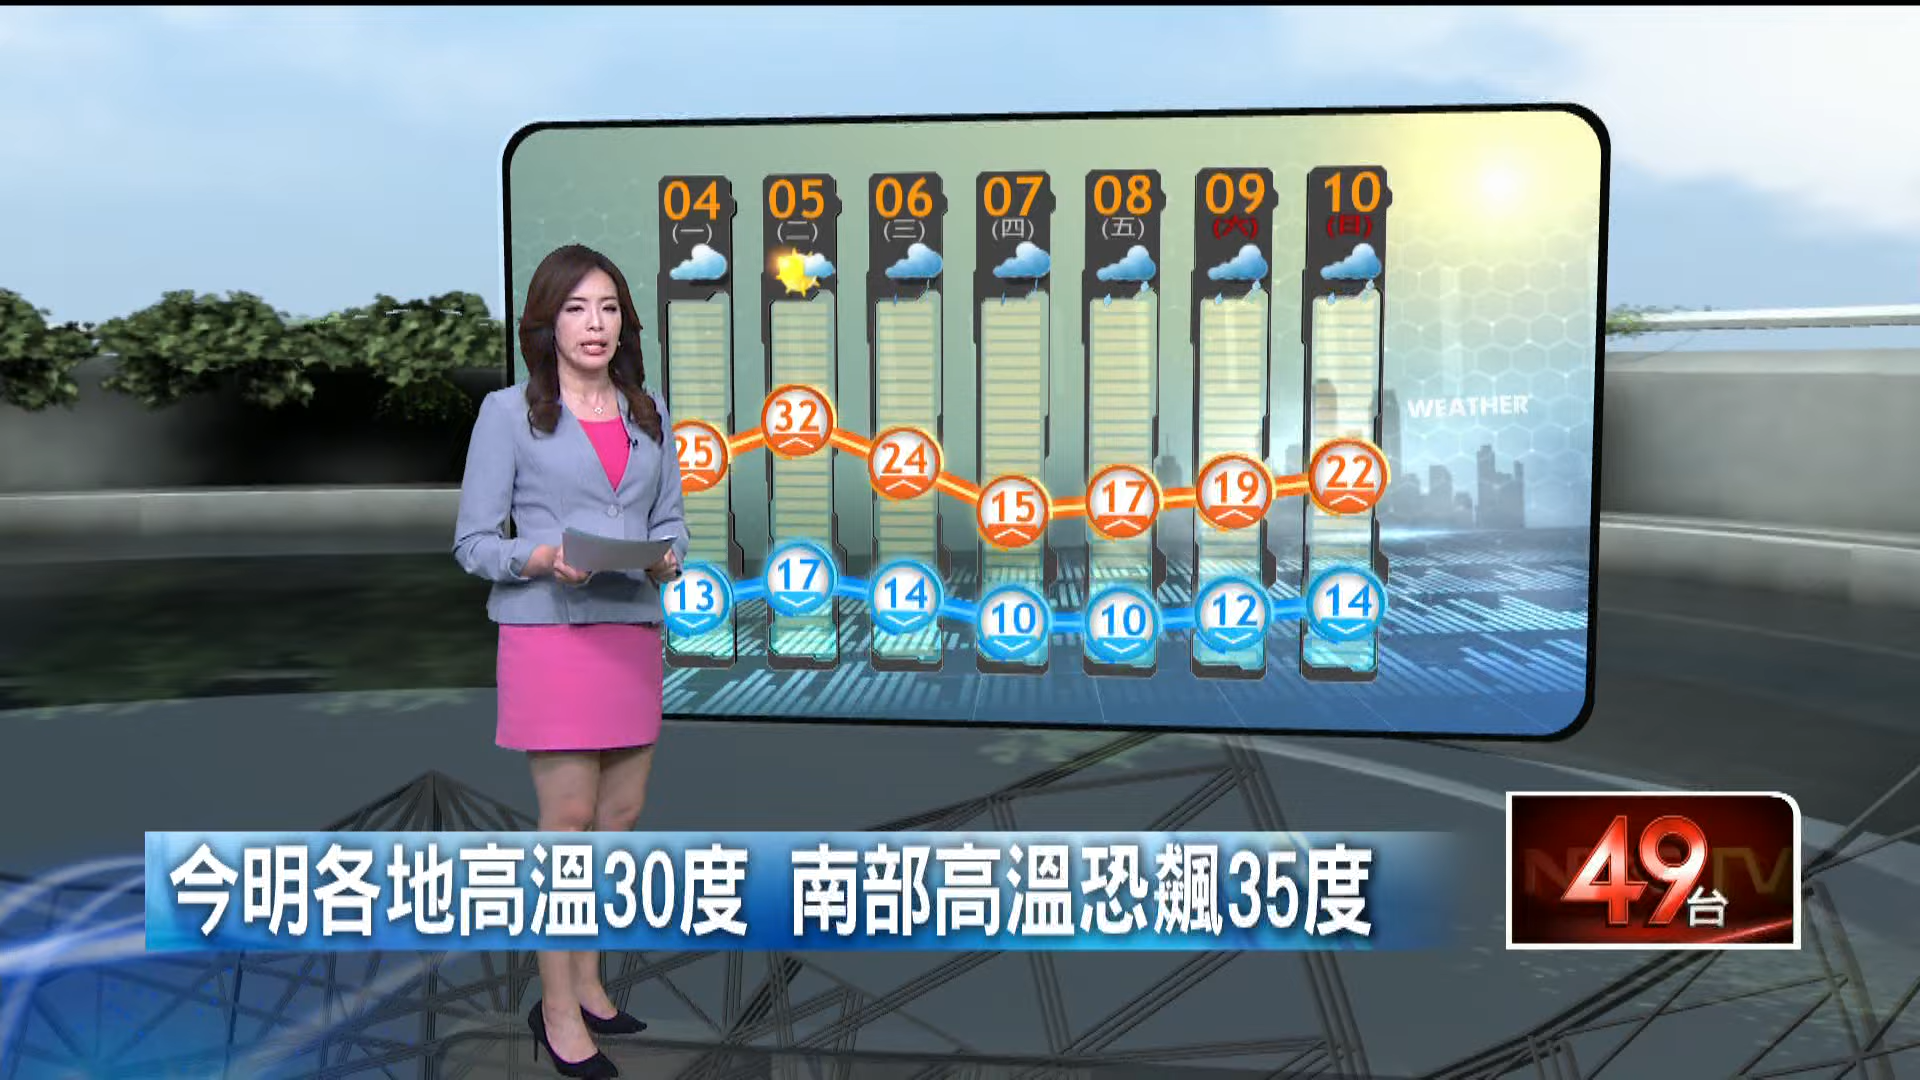 04 05 06 07 08 09 10
(一) (二) (三) (四) (五) (六) (日)
WEATHER
25 32 24 15 17 19 22
13 17 14 10 10 12 14
今明各地高溫30度 南部高溫恐飆35度
49台